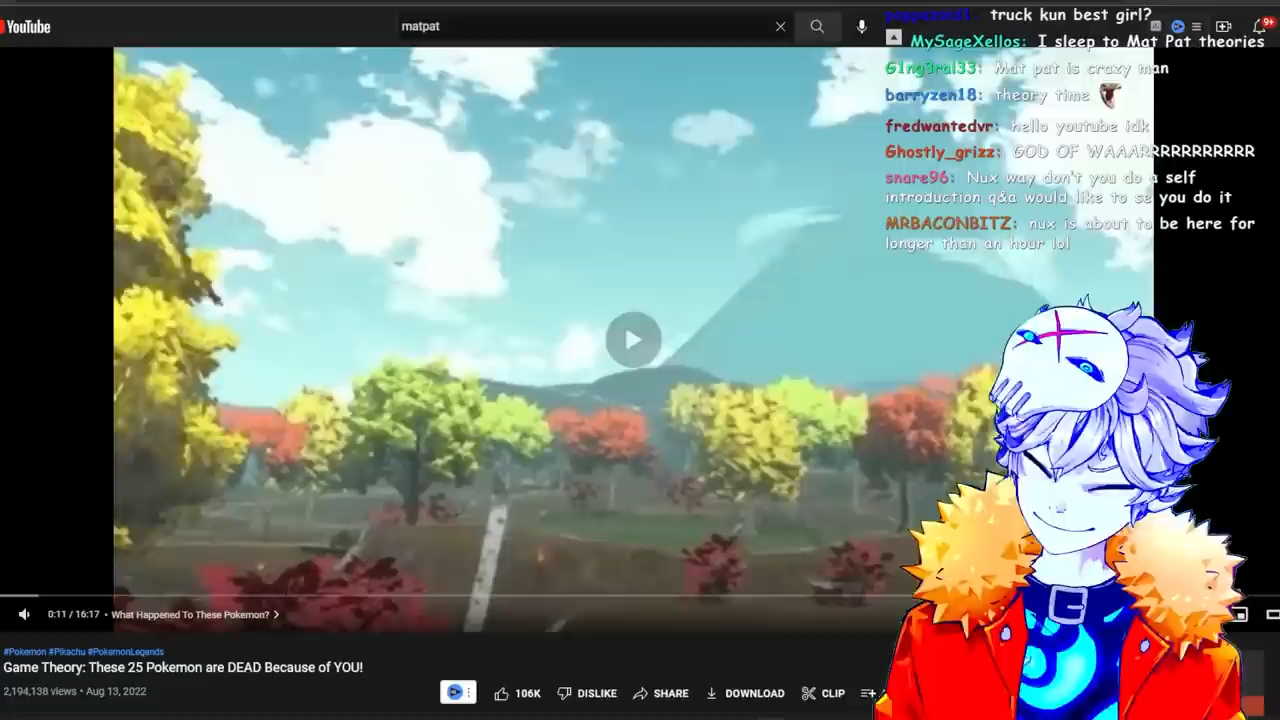 YouTube
matpat
9+
truck kun best girl?
MySageXellos: I sleep to Mat Pat theories
G1ng3ral33: Mat pat is crazy man
barryzen18: theory time
fredwantedvr: hello youtube idk
Ghostly_grizz: GOD OF WAAARRRRRRRRRRR
snare96: Nux way don't you do a self
introduction q&a would like to se you do it
MRBACONBITZ: nux is about to be here for
longer than an hour lol
0:11 / 16:17 • What Happened To These Pokemon? >
#Pokemon #Pikachu #PokemonLegends
Game Theory: These 25 Pokemon are DEAD Because of YOU!
2,194,138 views • Aug 13, 2022
106K DISLIKE SHARE DOWNLOAD CLIP